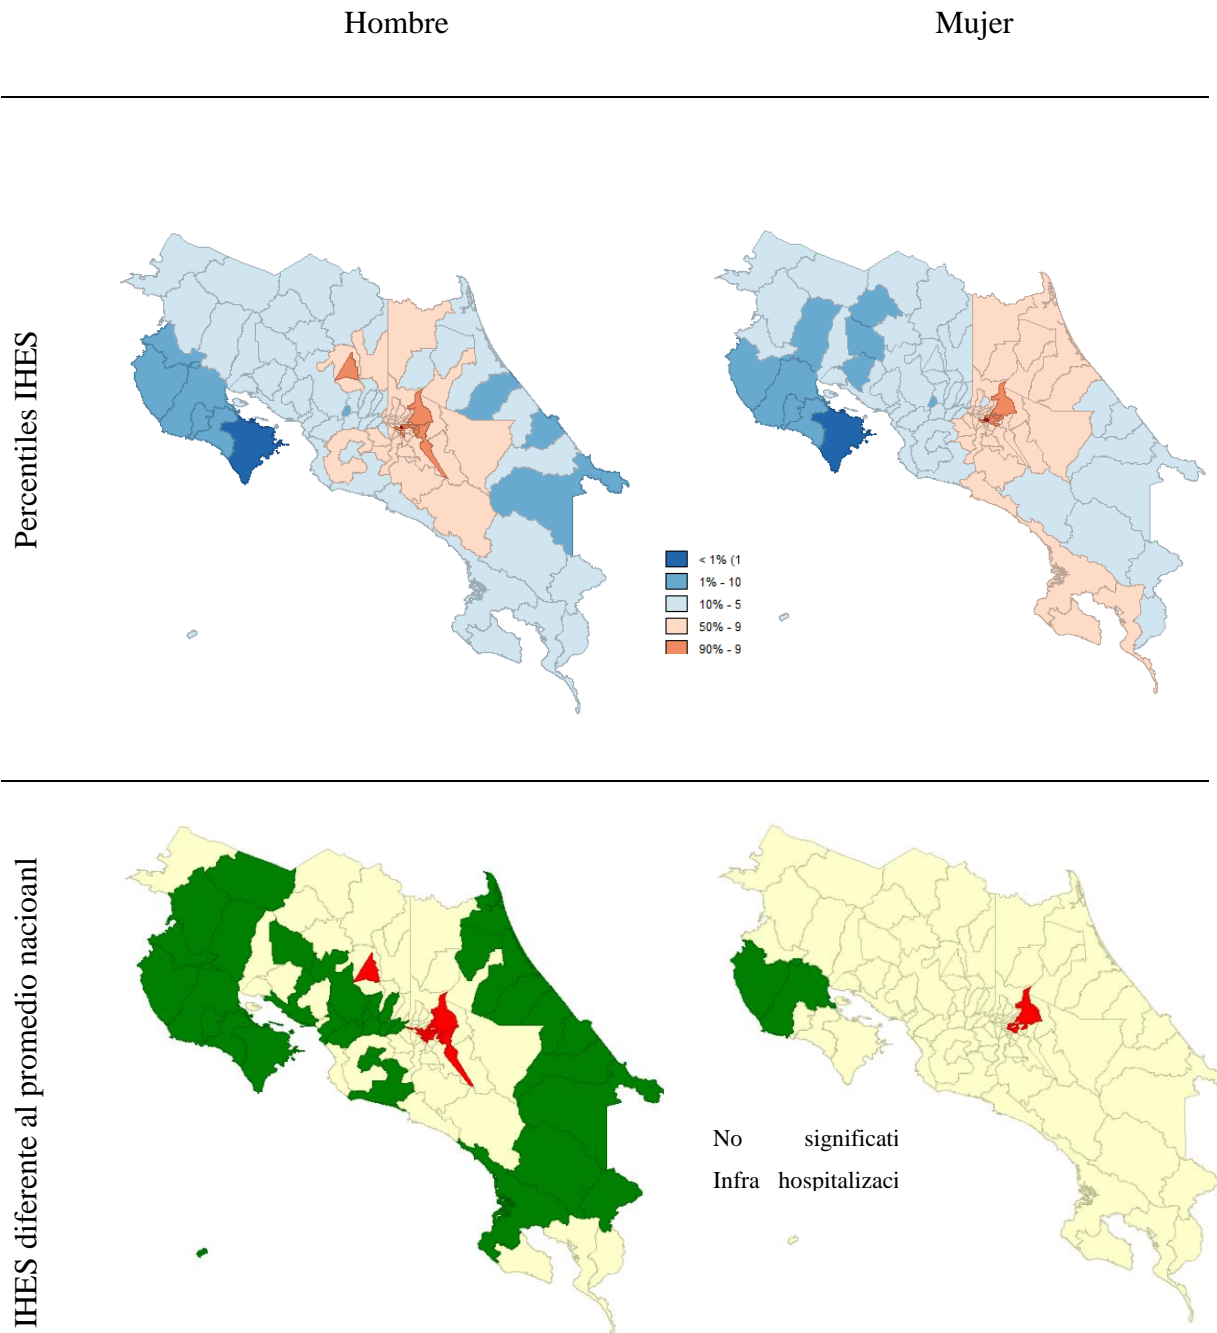 Hombre
Mujer
Percentiles IHES
< 1% (1
1% - 10
10% - 5
50% - 9
90% - 9
IHES diferente al promedio nacioanl
No significati
Infra hospitalizaci